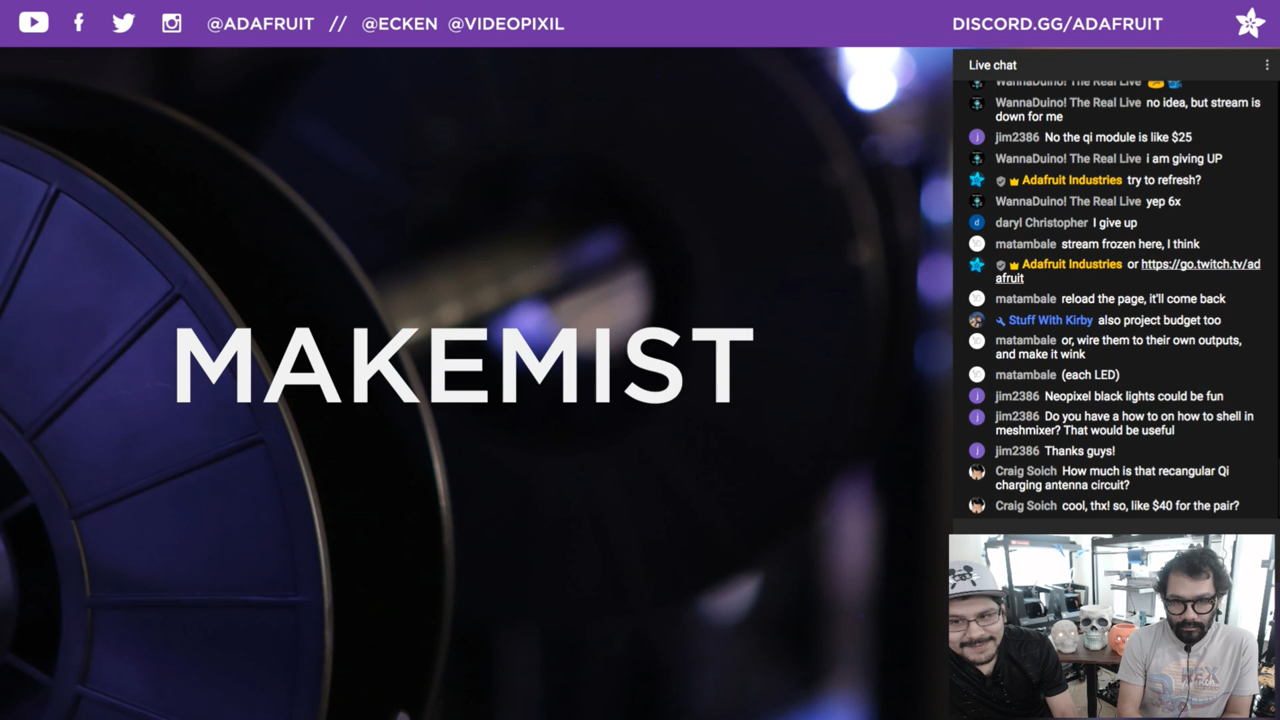 @ADAFRUIT // @ECKEN @VIDEOPIXIL
DISCORD.GG/ADAFRUIT
MAKEMIST
Live chat
WannaDuino! The Real Live
WannaDuino! The Real Live no idea, but stream is
down for me
jim2386 No the qi module is like $25
WannaDuino! The Real Live i am giving UP
Adafruit Industries try to refresh?
WannaDuino! The Real Live yep 6x
d daryl Christopher I give up
matambale stream frozen here, I think
Adafruit Industries or https://go.twitch.tv/ad
afruit
matambale reload the page, it'll come back
Stuff With Kirby also project budget too
matambale or, wire them to their own outputs,
and make it wink
matambale (each LED)
j jim2386 Neopixel black lights could be fun
j jim2386 Do you have a how to on how to shell in
meshmixer? That would be useful
j jim2386 Thanks guys!
Craig Soich How much is that recangular Qi
charging antenna circuit?
Craig Soich cool, thx! so, like $40 for the pair?